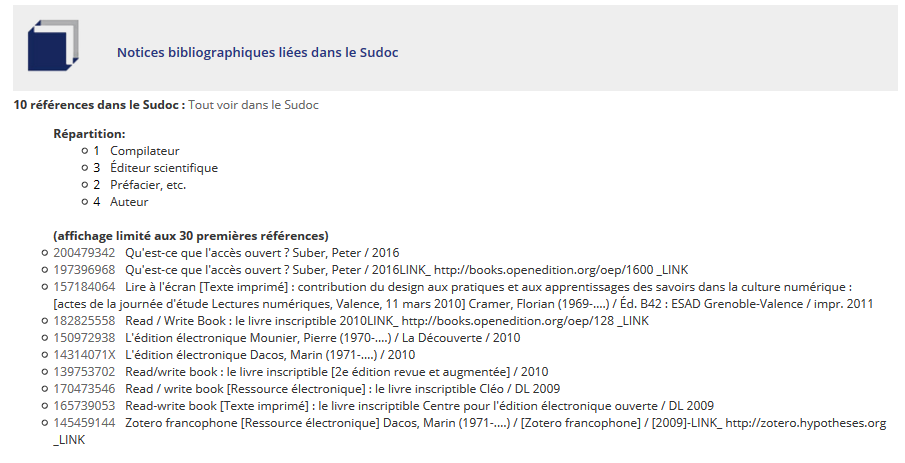 Notices bibliographiques liées dans le Sudoc
10 références dans le Sudoc : Tout voir dans le Sudoc
Répartition:
1 Compilateur
3 Éditeur scientifique
2 Préfacier, etc.
4 Auteur
(affichage limité aux 30 premières références)
200479342 Qu'est-ce que l'accès ouvert ? Suber, Peter / 2016
197396968 Qu'est-ce que l'accès ouvert ? Suber, Peter / 2016LINK_ http://books.openedition.org/oep/1600 _LINK
157184064 Lire à l'écran [Texte imprimé] : contribution du design aux pratiques et aux apprentissages des savoirs dans la culture numérique :
[actes de la journée d'étude Lectures numériques, Valence, 11 mars 2010] Cramer, Florian (1969-....) / Éd. B42 : ESAD Grenoble-Valence / impr. 2011
182825558 Read / Write Book : le livre inscriptible 2010LINK_ http://books.openedition.org/oep/128 _LINK
150972938 L'édition électronique Mounier, Pierre (1970-....) / La Découverte / 2010
14314071X L'édition électronique Dacos, Marin (1971-....) / 2010
139753702 Read/write book : le livre inscriptible [2e édition revue et augmentée] / 2010
170473546 Read / write book [Ressource électronique] : le livre inscriptible Cléo / DL 2009
165739053 Read-write book [Texte imprimé] : le livre inscriptible Centre pour l'édition électronique ouverte / DL 2009
145459144 Zotero francophone [Ressource électronique] Dacos, Marin (1971-....) / [Zotero francophone] / [2009]-LINK_ http://zotero.hypotheses.org
_LINK